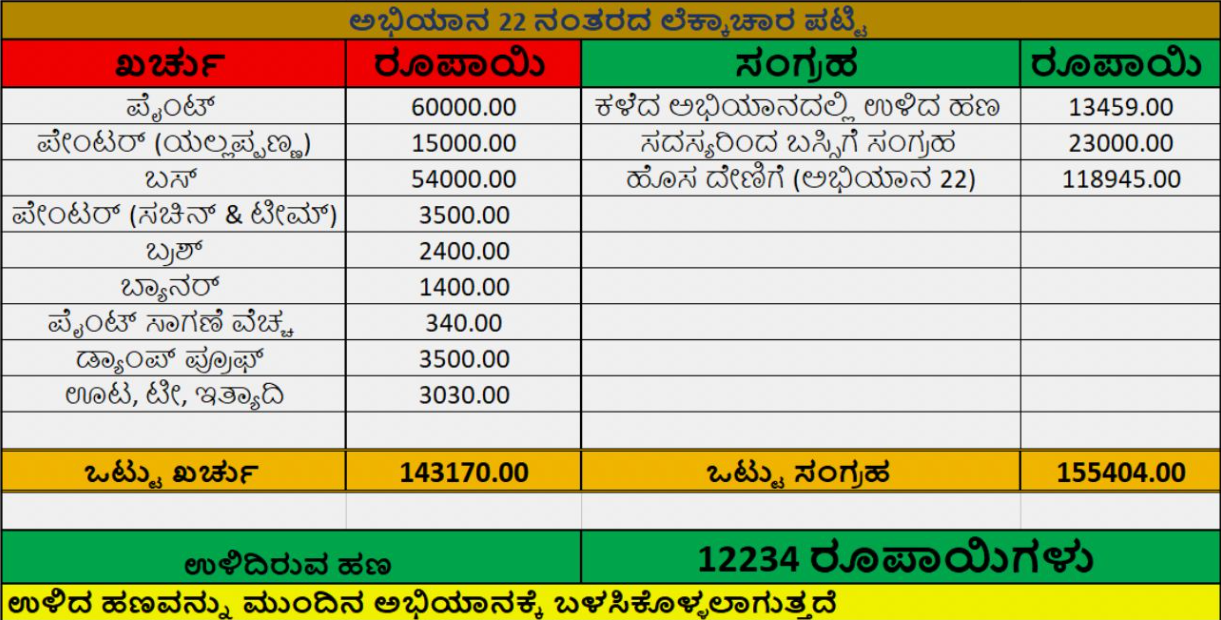 ಅಭಿಯಾನ 22 ನಂತರದ ಲೆಕ್ಕಾಚಾರ ಪಟ್ಟಿ
ಖರ್ಚು ರೂಪಾಯಿ ಸಂಗ್ರಹ ರೂಪಾಯಿ
ಪೈಂಟ್ 60000.00 ಕಳೆದ ಅಭಿಯಾನದಲ್ಲಿ ಉಳಿದ ಹಣ 13459.00
ಪೇಂಟರ್ (ಯಲ್ಲಪ್ಪಣ್ಣ) 15000.00 ಸದಸ್ಯರಿಂದ ಬಸ್ಸಿಗೆ ಸಂಗ್ರಹ 23000.00
ಬಸ್ 54000.00 ಹೊಸ ದೇಣಿಗೆ (ಅಭಿಯಾನ 22) 118945.00
ಪೇಂಟರ್ (ಸಚಿನ್ & ಟೀಮ್) 3500.00
ಬ್ರಶ್ 2400.00
ಬ್ಯಾನರ್ 1400.00
ಪೈಂಟ್ ಸಾಗಣೆ ವೆಚ್ಚ 340.00
ಡ್ಯಾಂಪ್ ಪ್ರೂಫ್ 3500.00
ಊಟ, ಟೀ, ಇತ್ಯಾದಿ 3030.00
ಒಟ್ಟು ಖರ್ಚು 143170.00 ಒಟ್ಟು ಸಂಗ್ರಹ 155404.00
ಉಳಿದಿರುವ ಹಣ 12234 ರೂಪಾಯಿಗಳು
ಉಳಿದ ಹಣವನ್ನು ಮುಂದಿನ ಅಭಿಯಾನಕ್ಕೆ ಬಳಸಿಕೊಳ್ಳಲಾಗುತ್ತದೆ